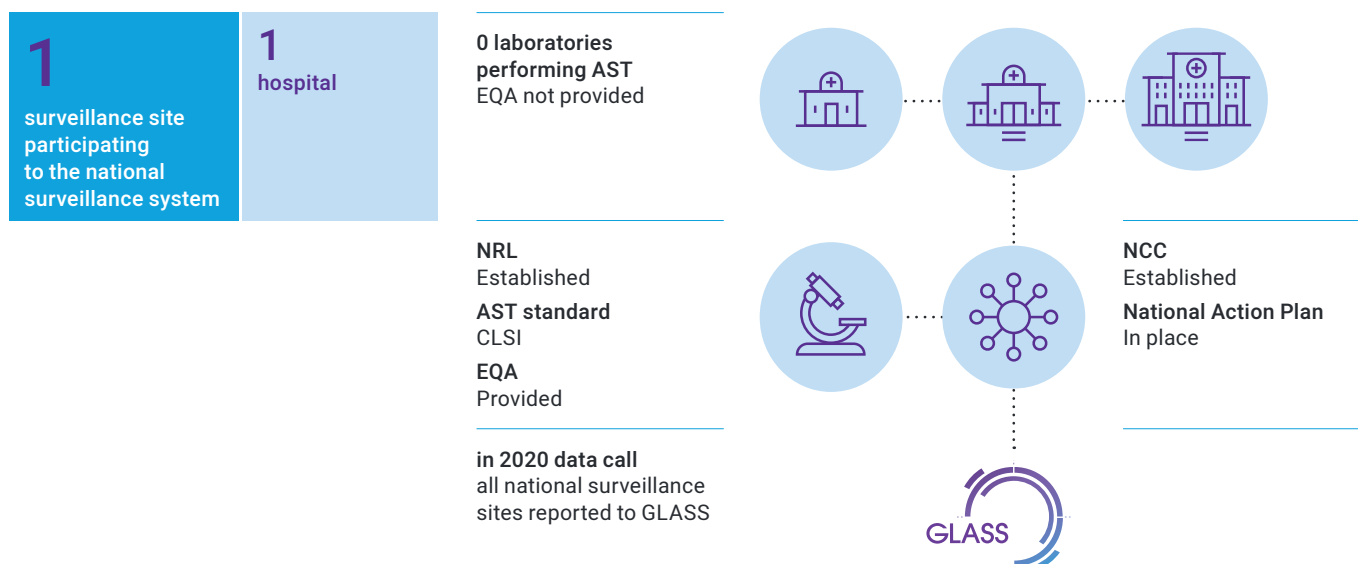 1
surveillance site
participating
to the national
surveillance system
1
hospital
0 laboratories
performing AST
EQA not provided
NRL
Established
AST standard
CLSI
EQA
Provided
NCC
Established
National Action Plan
In place
in 2020 data call
all national surveillance
sites reported to GLASS
GLASS